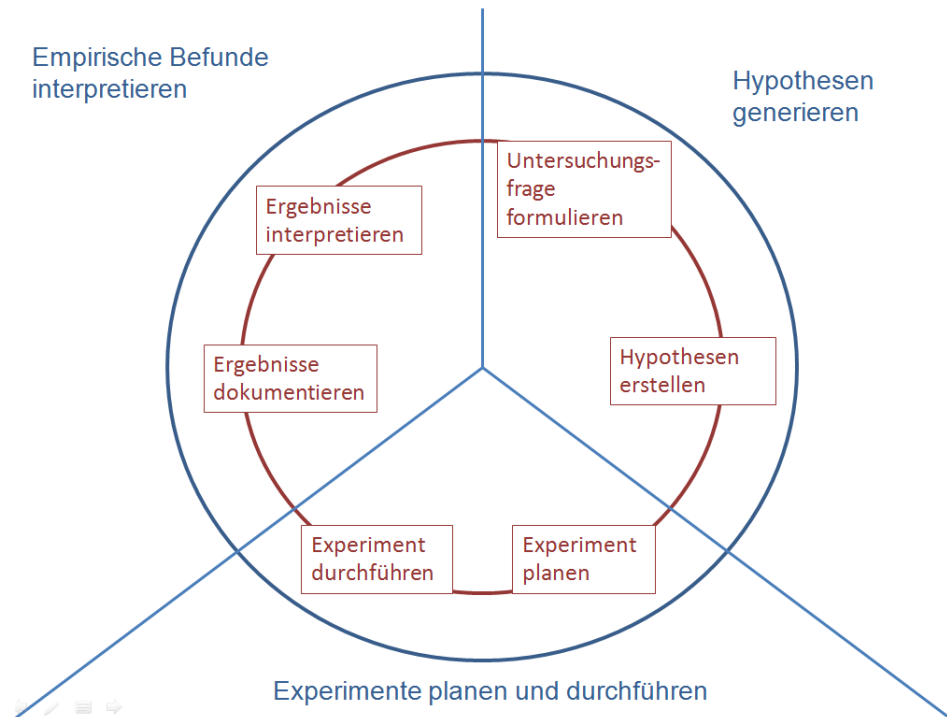 Empirische Befunde
interpretieren
Hypothesen
generieren
Untersuchungs-
frage
formulieren
Ergebnisse
interpretieren
Hypothesen
erstellen
Ergebnisse
dokumentieren
Experiment
durchführen
Experiment
planen
Experimente planen und durchführen